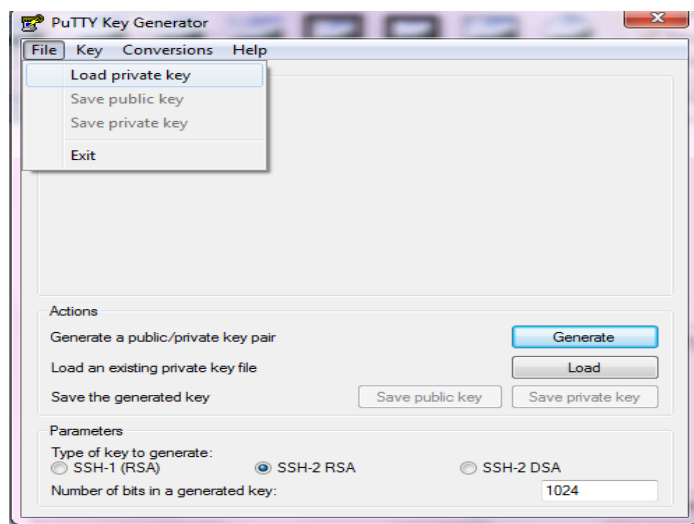 PuTTY Key Generator
File Key Conversions Help
Load private key
Save public key
Save private key
Exit
Actions
Generate a public/private key pair Generate
Load an existing private key file Load
Save the generated key Save public key Save private key
Parameters
Type of key to generate:
SSH-1 (RSA) SSH-2 RSA SSH-2 DSA
Number of bits in a generated key: 1024